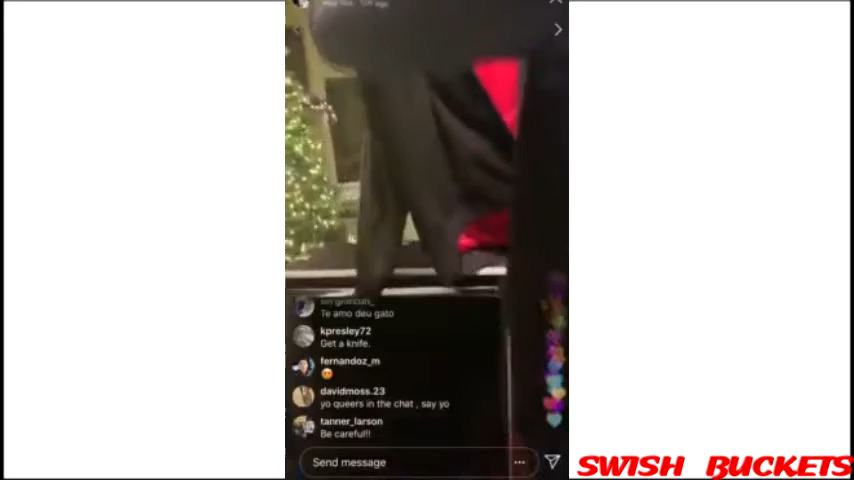 Te amo deu gato
kpresley72
Get a knife.
fernandoz_m
davidmoss.23
yo queers in the chat , say yo
tanner_larson
Be careful!!
Send message
SWISH BUCKETS